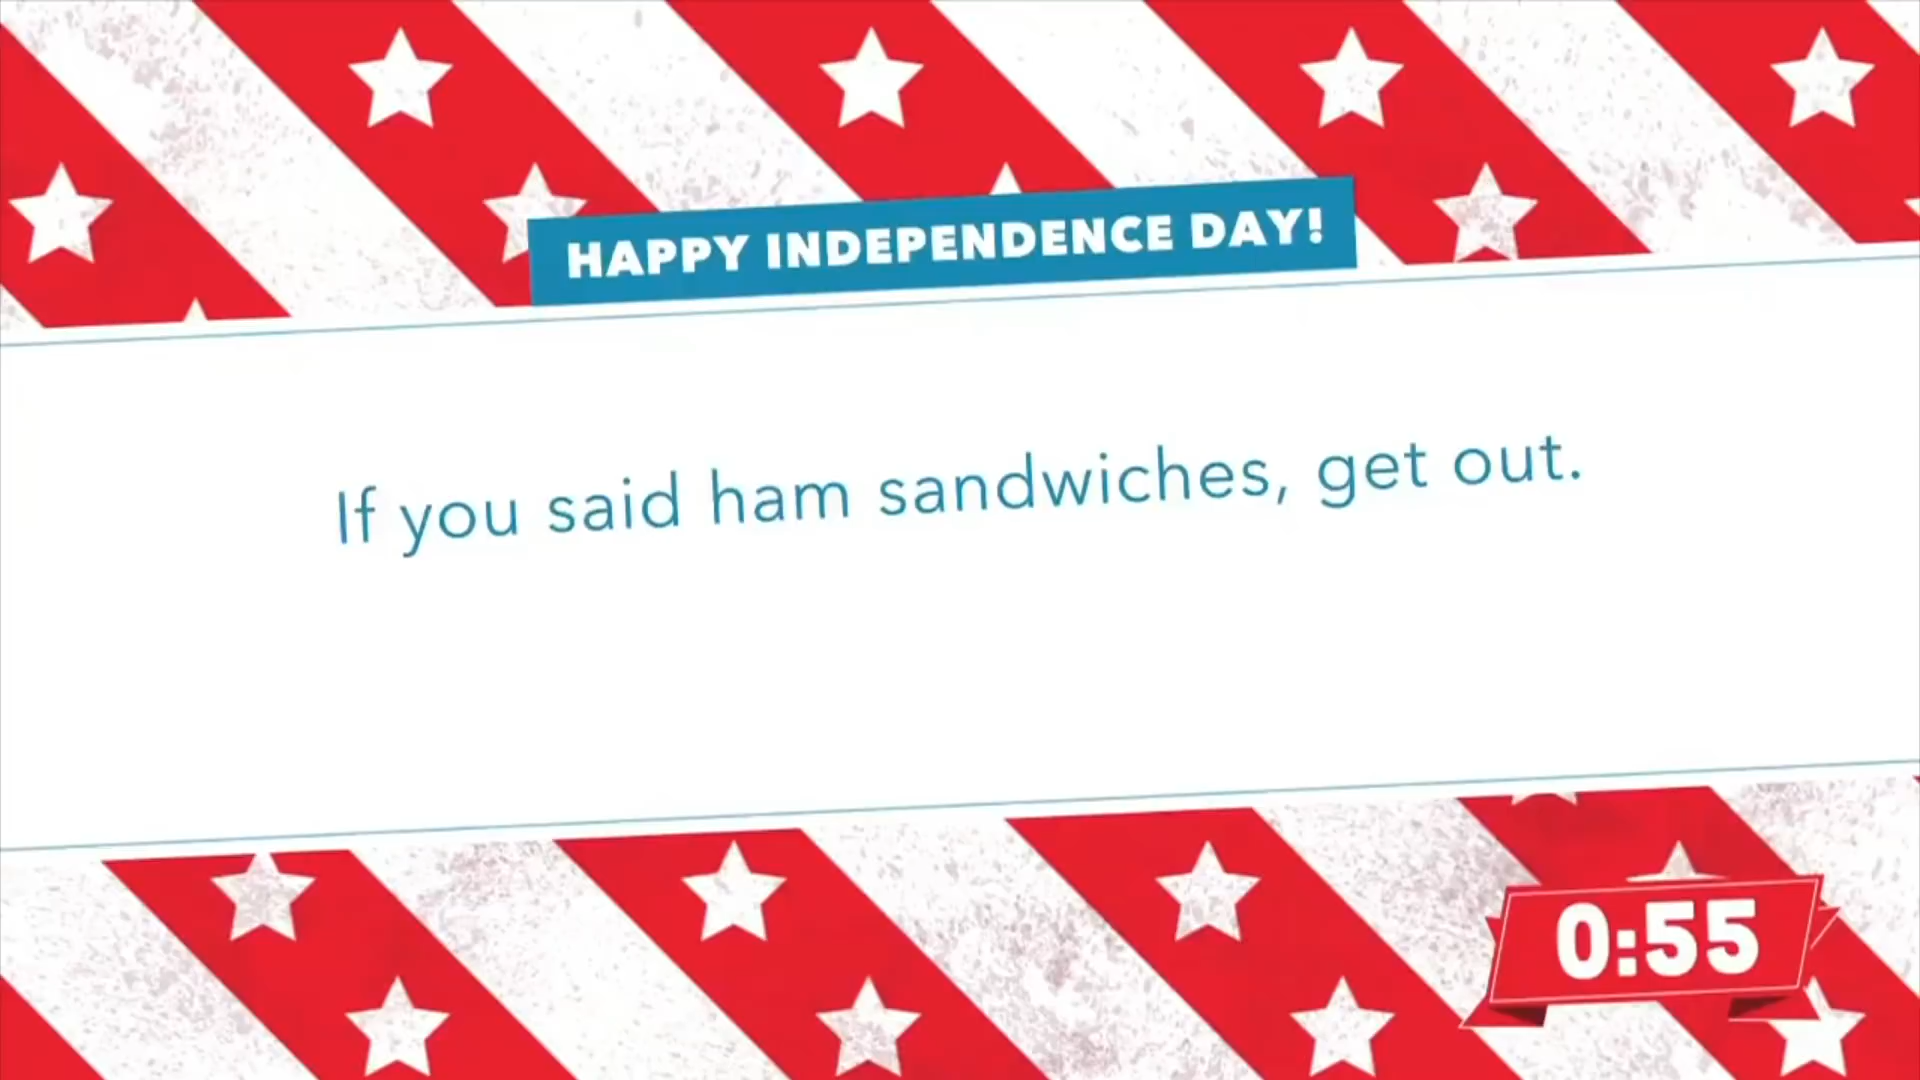 HAPPY INDEPENDENCE DAY!
If you said ham sandwiches, get out.
0:55